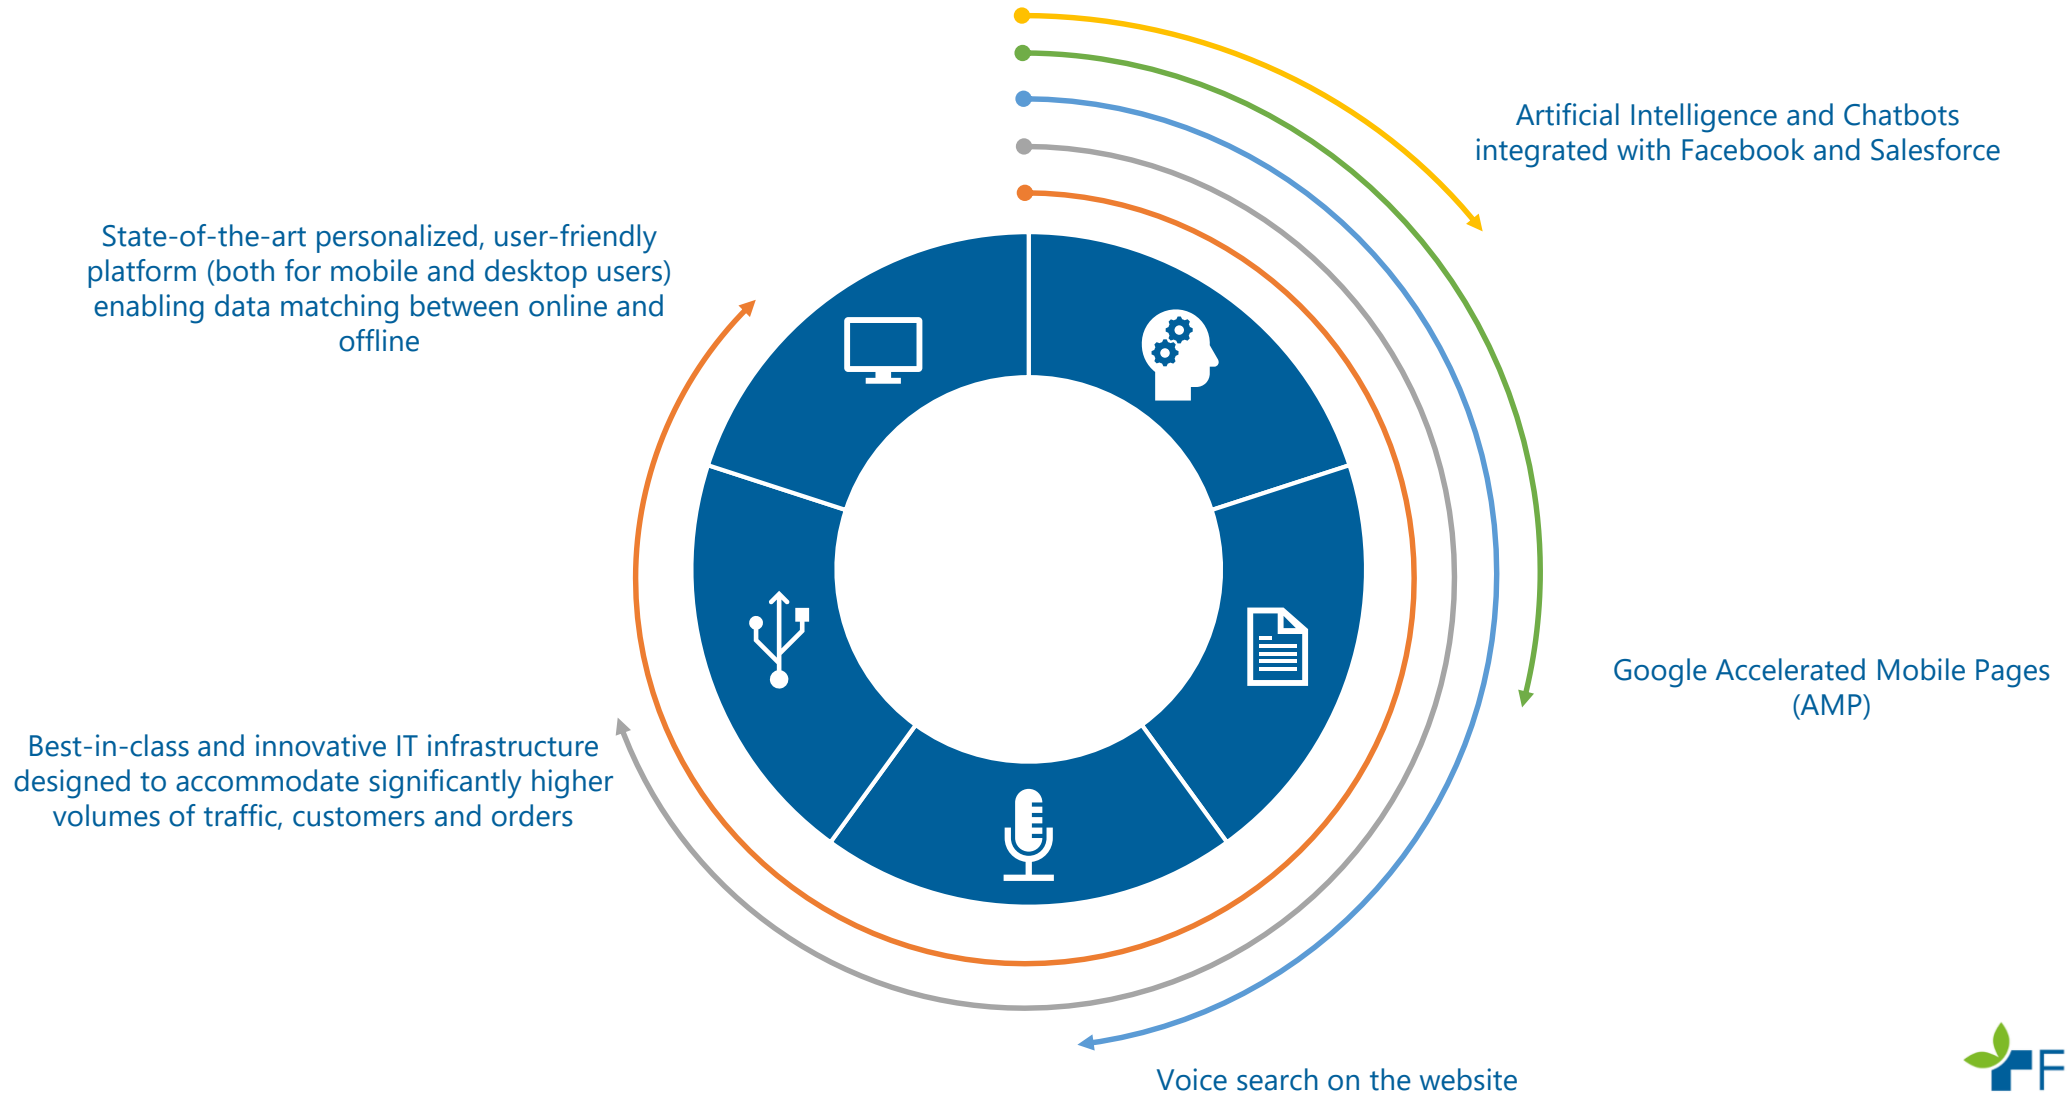 Artificial Intelligence and Chatbots
integrated with Facebook and Salesforce
State-of-the-art personalized, user-friendly
platform (both for mobile and desktop users)
enabling data matching between online and
offline
Google Accelerated Mobile Pages
(AMP)
Best-in-class and innovative IT infrastructure
designed to accommodate significantly higher
volumes of traffic, customers and orders
Voice search on the website
F